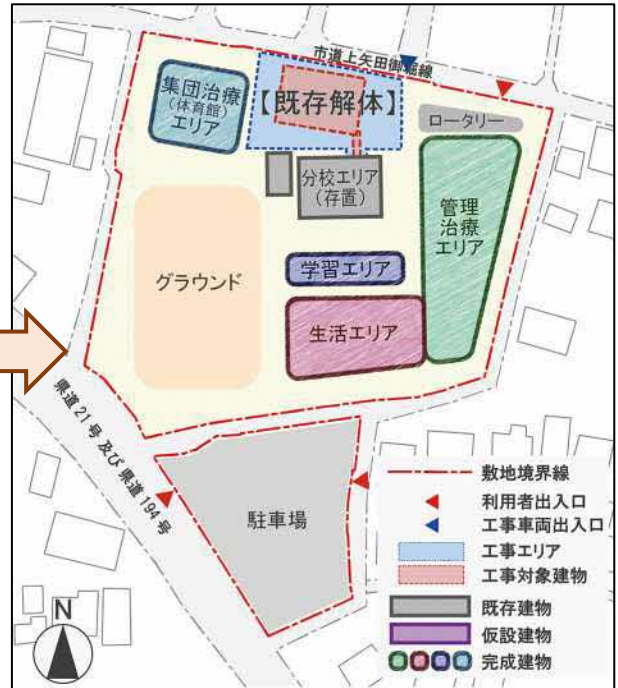 市道上矢田御堀線
集団治療
(体育館)
エリア
【既存解体】
ロータリー
分校エリア
(存置)
管理
治療
エリア
グラウンド
学習エリア
生活エリア
県道21号 及び 県道194号
駐車場
敷地境界線
利用者出入口
工事車両出入口
工事エリア
工事対象建物
既存建物
仮設建物
完成建物
N